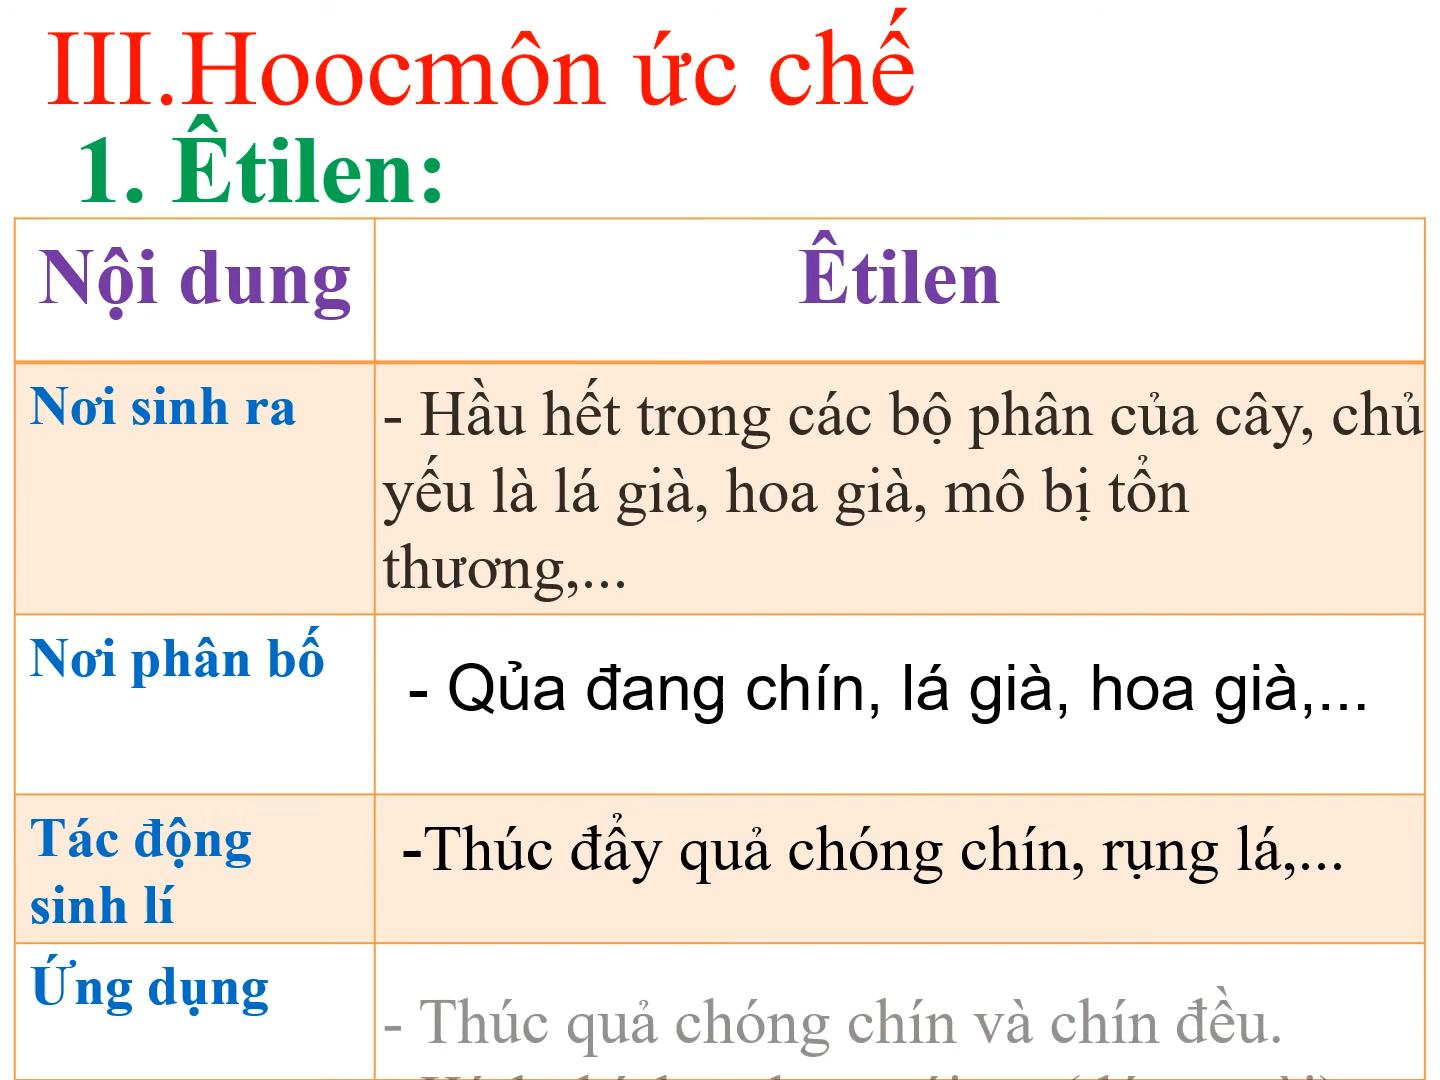 III.Hoocmôn ức chế
1. Êtilen:
Nội dung
Êtilen
Nơi sinh ra
- Hầu hết trong các bộ phân của cây, chủ
yếu là lá già, hoa già, mô bị tổn
thương,...
Nơi phân bố
- Qủa đang chín, lá già, hoa già,...
Tác động
sinh lí
-Thúc đẩy quả chóng chín, rụng lá,...
Ứng dụng
- Thúc quả chóng chín và chín đều.